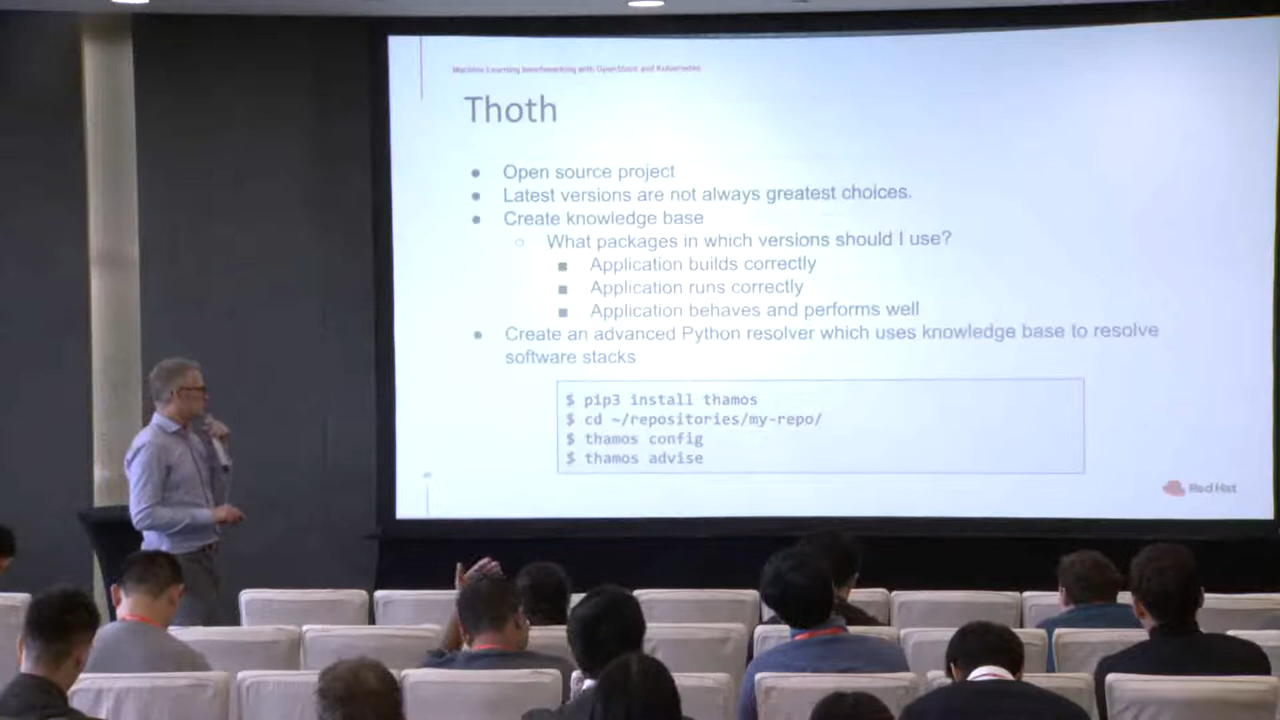 Machine Learning benchmarking with OpenStack and Kubernetes
Thoth
Open source project
Latest versions are not always greatest choices.
Create knowledge base
What packages in which versions should I use?
Application builds correctly
Application runs correctly
Application behaves and performs well
Create an advanced Python resolver which uses knowledge base to resolve
software stacks
$ pip3 install thamos
$ cd ~/repositories/my-repo/
$ thamos config
$ thamos advise
Red Hat